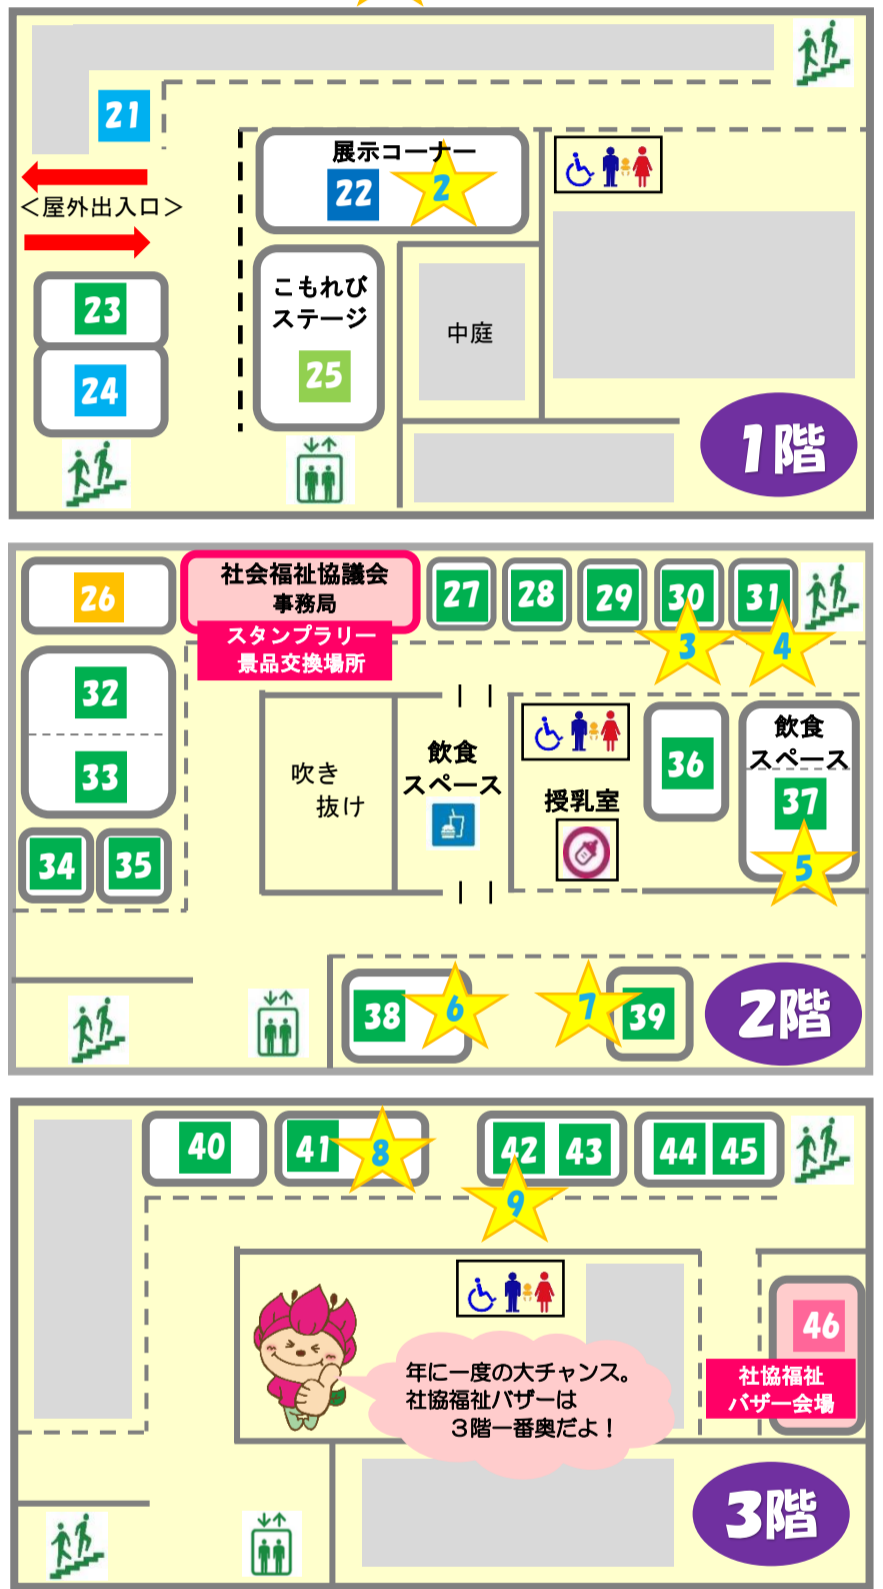 21
展示コーナー
22
2
<屋外出入口>
23
24
こもれび
ステージ
25
中庭
1階
26
社会福祉協議会
事務局
スタンプラリー
景品交換場所
27
28
29
30
31
3
4
32
33
34
35
吹き
抜け
飲食
スペース
授乳室
36
飲食
スペース
37
5
38
6
7
39
2階
40
41
8
42
43
9
44
45
46
社協福祉
バザー会場
年に一度の大チャンス。
社協福祉バザーは
3階一番奥だよ!
3階